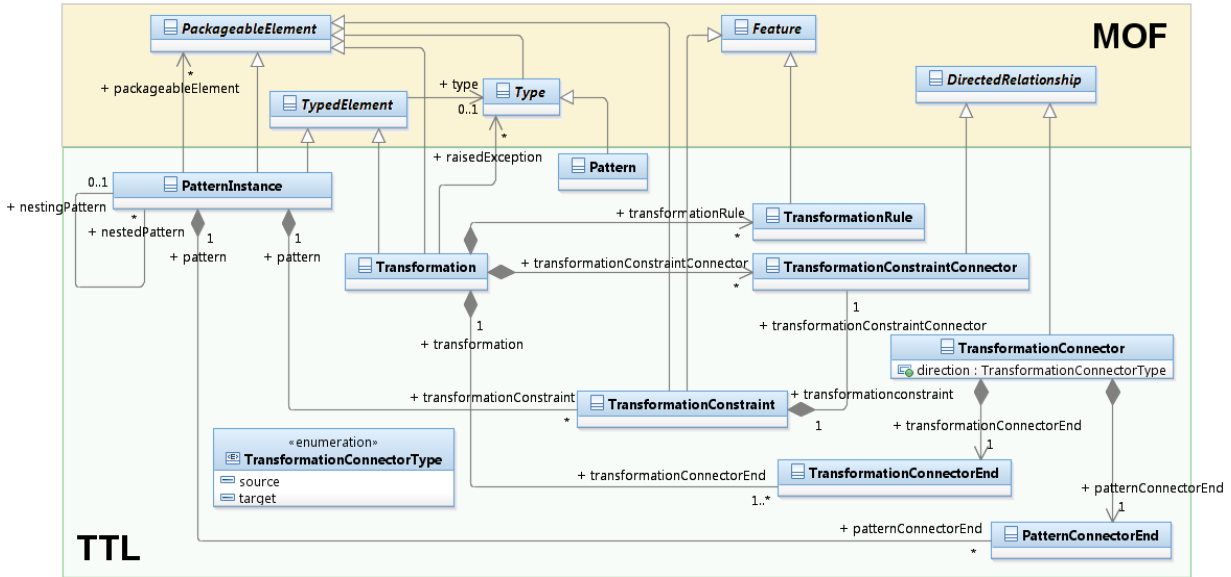 PackageableElement
Feature
MOF
DirectedRelationship
+ packageableElement
*
+ type
0..1
Type
TypedElement
*
+ raisedException
Pattern
PatternInstance
0..1
+ nestingPattern
*
+ nestedPattern
1
+ pattern
1
+ pattern
+ transformationRule
*
TransformationRule
Transformation
+ transformationConstraintConnector
*
TransformationConstraintConnector
1
+ transformation
1
+ transformationConstraintConnector
TransformationConnector
direction : TransformationConnectorType
+ transformationConstraint
*
TransformationConstraint
+ transformationconstraint
1
+ transformationConnectorEnd
1
«enumeration»
TransformationConnectorType
source
target
+ transformationConnectorEnd
1..*
TransformationConnectorEnd
+ patternConnectorEnd
1
+ patternConnectorEnd
*
PatternConnectorEnd
TTL